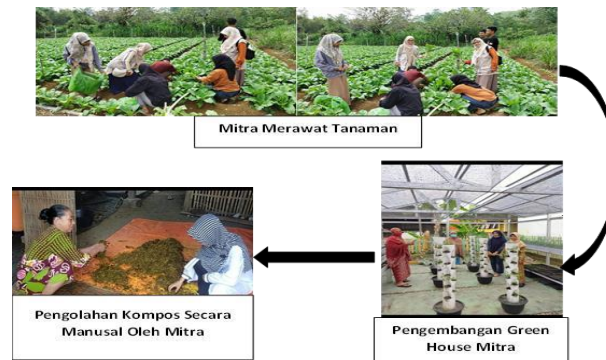 Mitra Merawat Tanaman
Pengembangan Green
House Mitra
Pengolahan Kompos Secara
Manusal Oleh Mitra